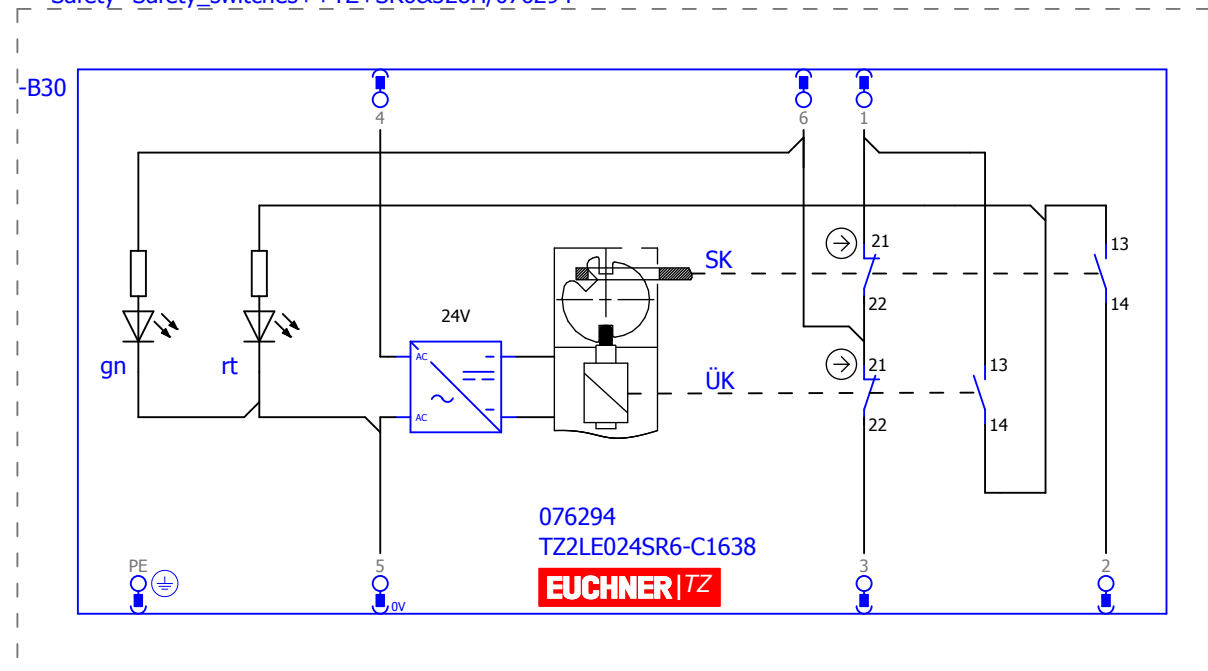 -B30
4
6
1
21
13
SK
22
14
24V
gn
rt
AC
AC
21
13
ÜK
22
14
076294
TZ2LE024SR6-C1638
EUCHNER|TZ
PE
5
0V
3
2